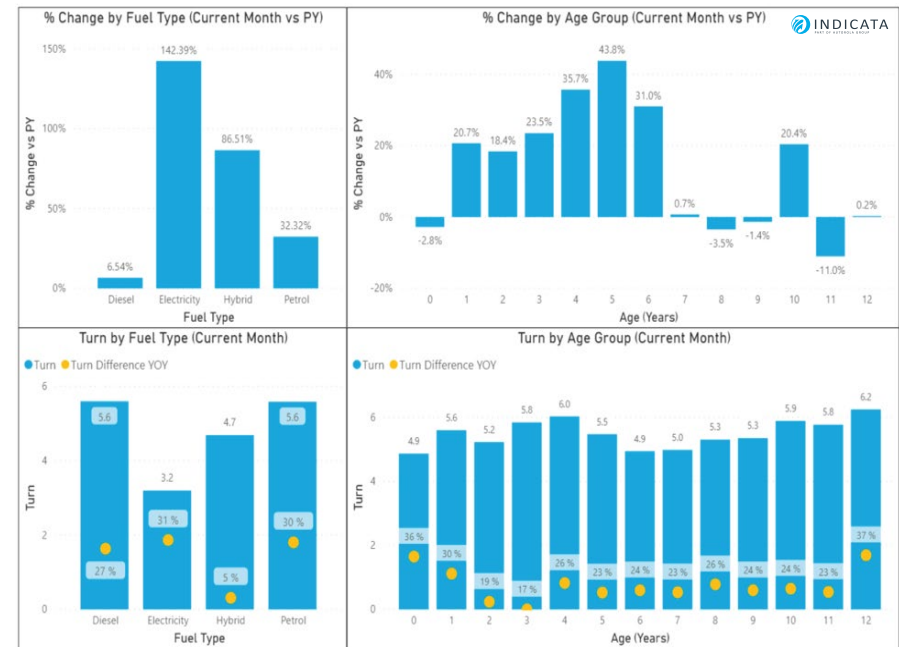 % Change by Fuel Type (Current Month vs PY)
150%
100%
50%
0%
% Change vs PY
6.54%
142.39%
86.51%
32.32%
Diesel Electricity Hybrid Petrol
Fuel Type
% Change by Age Group (Current Month vs PY)
INDICATA
PART OF AUTOROLA GROUP
40%
20%
0%
-20%
% Change vs PY
-2.8% 20.7% 18.4% 23.5% 35.7% 43.8% 31.0% 0.7% -3.5% -1.4% 20.4% -11.0% 0.2%
0 1 2 3 4 5 6 7 8 9 10 11 12
Age (Years)
Turn by Fuel Type (Current Month)
Turn Turn Difference YOY
6
4
2
0
Turn
5.6 3.2 4.7 5.6
27 % 31 % 5 % 30 %
Diesel Electricity Hybrid Petrol
Fuel Type
Turn by Age Group (Current Month)
Turn Turn Difference YOY
6
4
2
0
Turn
4.9 5.6 5.2 5.8 6.0 5.5 4.9 5.0 5.3 5.3 5.9 5.8 6.2
36 % 30 % 19 % 17 % 26 % 23 % 24 % 23 % 26 % 24 % 24 % 23 % 37 %
0 1 2 3 4 5 6 7 8 9 10 11 12
Age (Years)